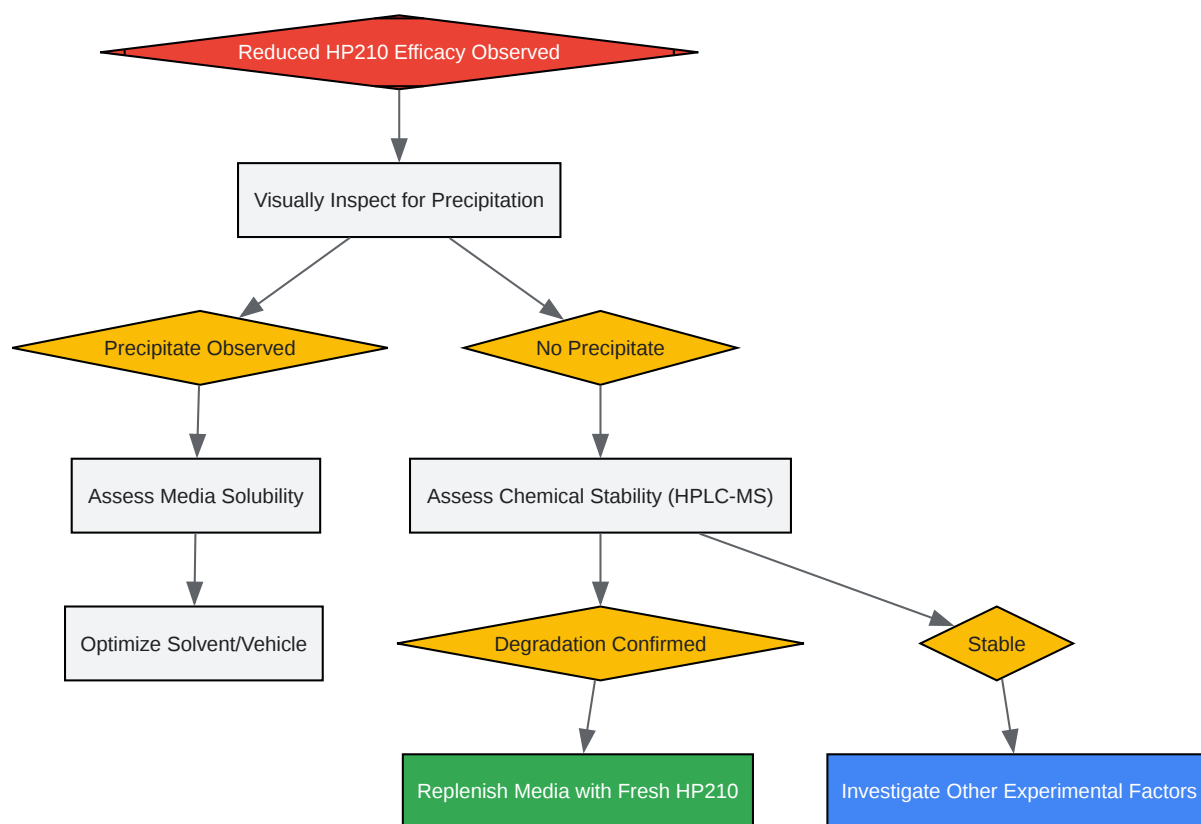 Reduced HP210 Efficacy Observed
Visually Inspect for Precipitation
Precipitate Observed
No Precipitate
Assess Media Solubility
Assess Chemical Stability (HPLC-MS)
Optimize Solvent/Vehicle
Degradation Confirmed
Stable
Replenish Media with Fresh HP210
Investigate Other Experimental Factors